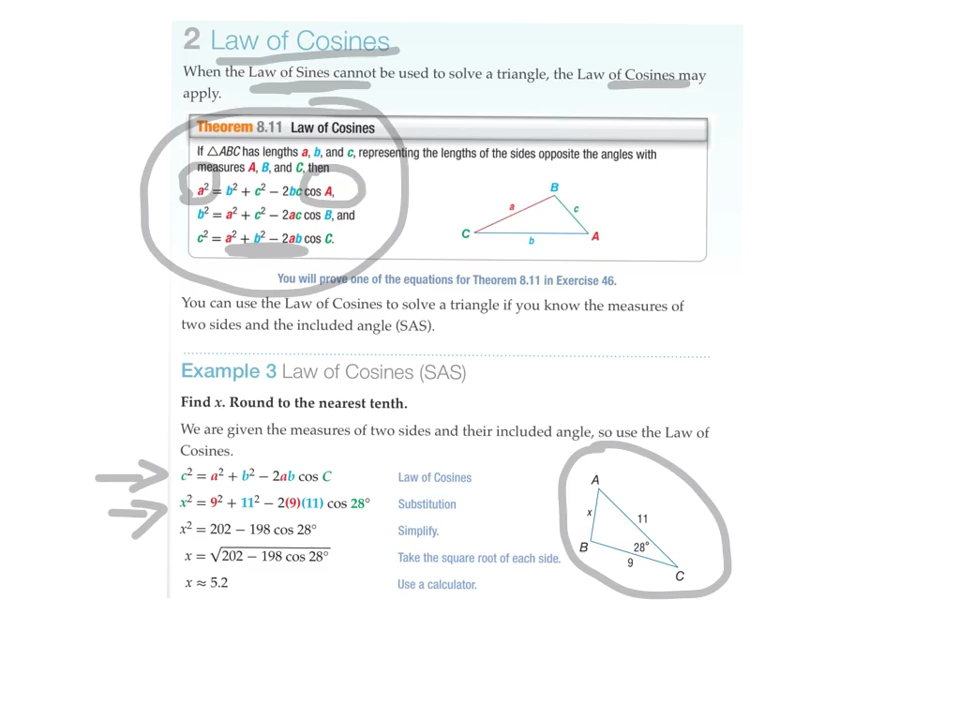 2 Law of Cosines
When the Law of Sines cannot be used to solve a triangle, the Law of Cosines may
apply.
Theorem 8.11 Law of Cosines
If △ABC has lengths a, b, and c, representing the lengths of the sides opposite the angles with
measures A, B, and C, then
a² = b² + c² − 2bc cos A,
b² = a² + c² − 2ac cos B, and
c² = a² + b² − 2ab cos C.
B
a
c
C
b
A
You will prove one of the equations for Theorem 8.11 in Exercise 46.
You can use the Law of Cosines to solve a triangle if you know the measures of
two sides and the included angle (SAS).
Example 3 Law of Cosines (SAS)
Find x. Round to the nearest tenth.
We are given the measures of two sides and their included angle, so use the Law of
Cosines.
c² = a² + b² − 2ab cos C Law of Cosines
x² = 9² + 11² − 2(9)(11) cos 28° Substitution
x² = 202 − 198 cos 28° Simplify.
x = √202 − 198 cos 28° Take the square root of each side.
x ≈ 5.2 Use a calculator.
A
x
11
B
28°
9
C